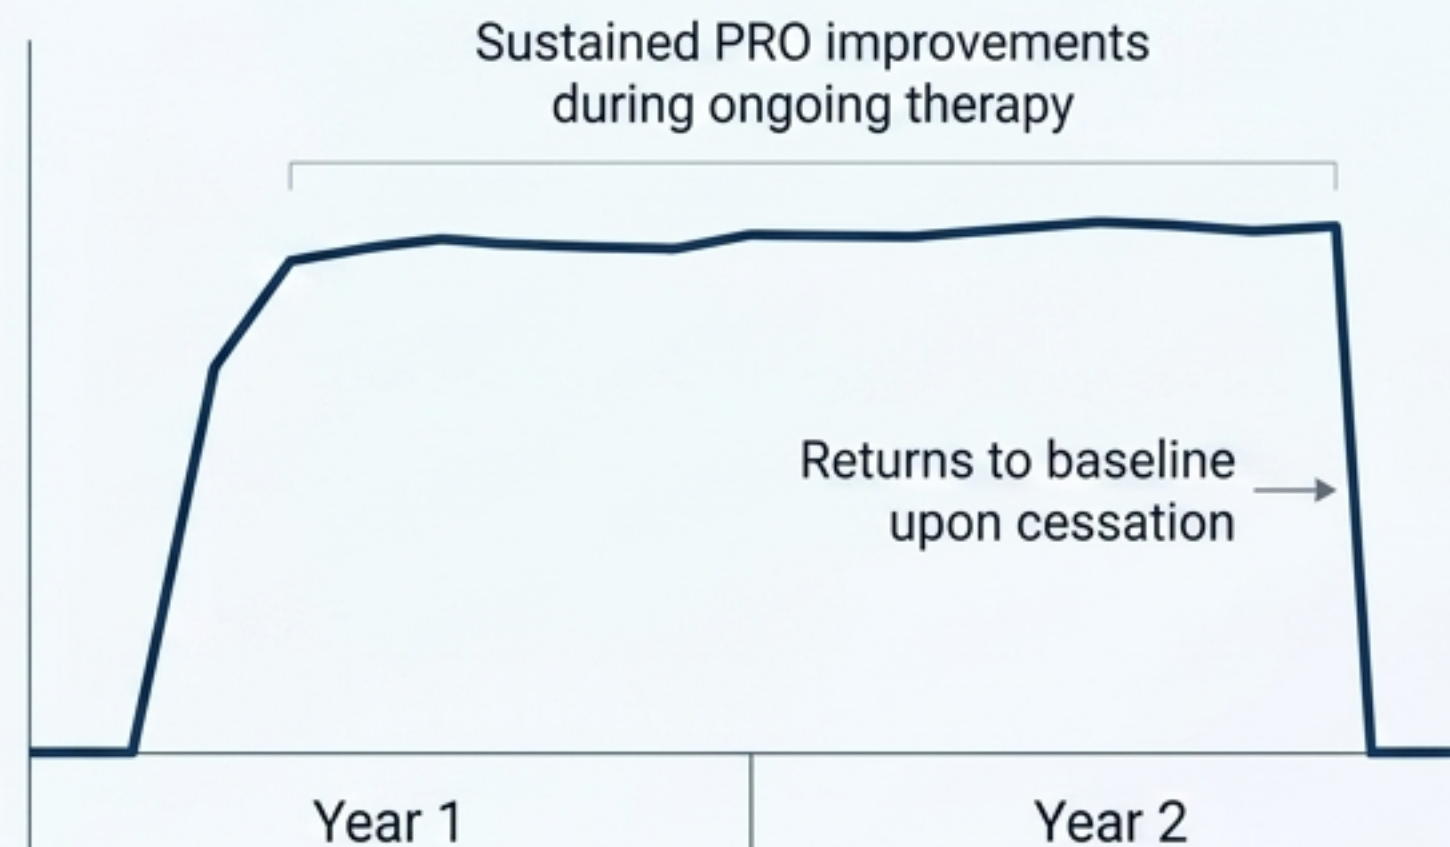 Sustained PRO improvements
during ongoing therapy
Returns to baseline
upon cessation
Year 1
Year 2